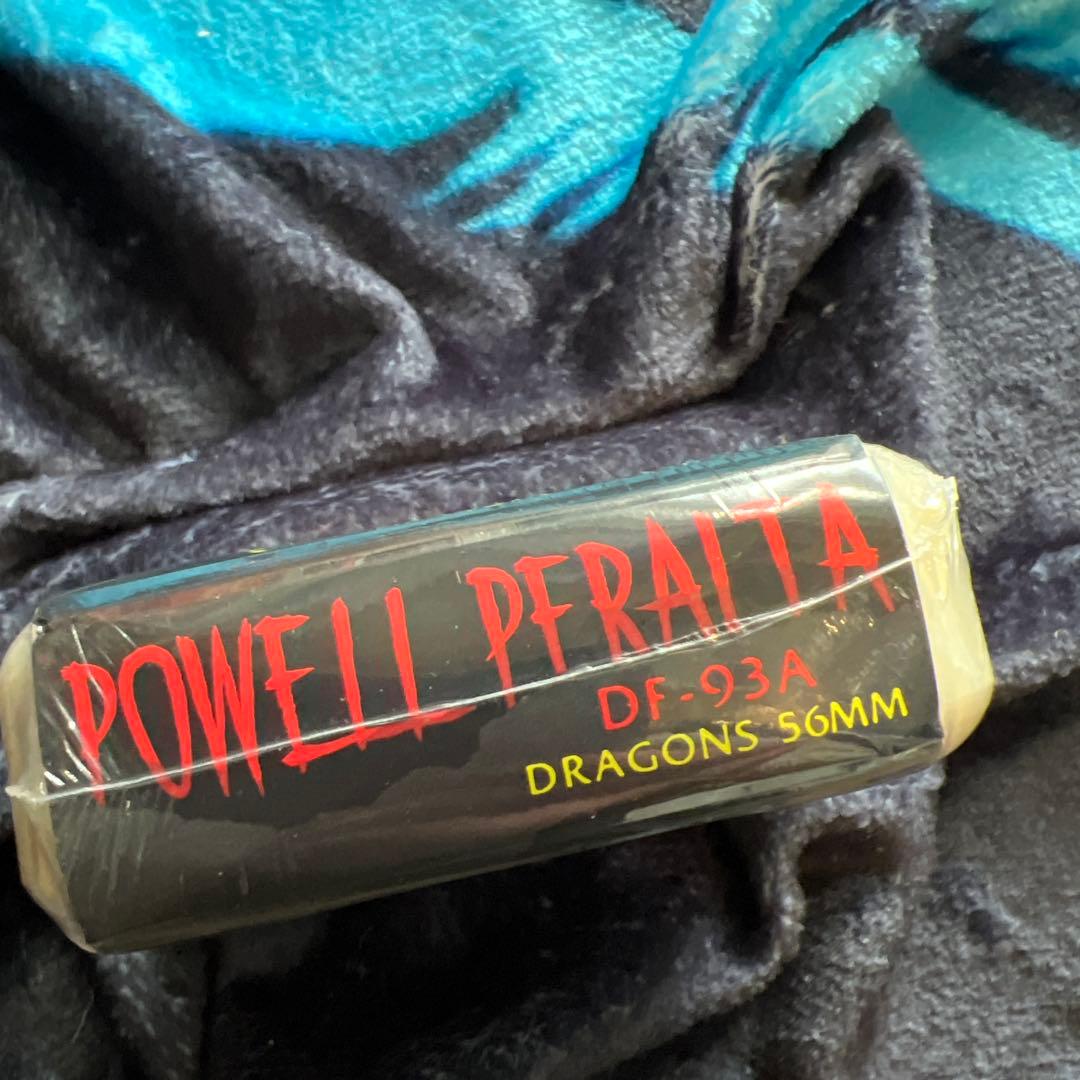 POWELL PERALTA
DF-93A
DRAGONS 56MM